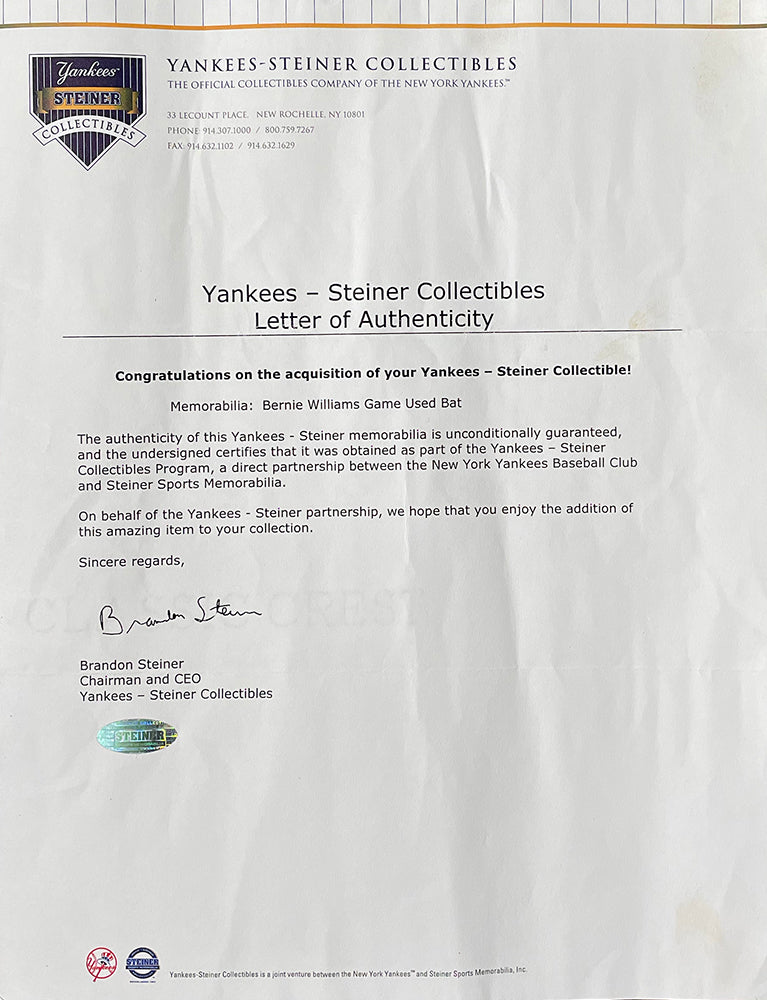 Yankees
STEINER
COLLECTIBLES
YANKEES-STEINER COLLECTIBLES
THE OFFICIAL COLLECTIBLES COMPANY OF THE NEW YORK YANKEES.™
33 LECOUNT PLACE, NEW ROCHELLE, NY 10801
PHONE 914.307.1000 / 800.759.7267
FAX: 914.632.1102 / 914.632.1629
Yankees – Steiner Collectibles
Letter of Authenticity
Congratulations on the acquisition of your Yankees – Steiner Collectible!
Memorabilia: Bernie Williams Game Used Bat
The authenticity of this Yankees - Steiner memorabilia is unconditionally guaranteed,
and the undersigned certifies that it was obtained as part of the Yankees – Steiner
Collectibles Program, a direct partnership between the New York Yankees Baseball Club
and Steiner Sports Memorabilia.
On behalf of the Yankees - Steiner partnership, we hope that you enjoy the addition of
this amazing item to your collection.
Sincere regards,
Brandon Steiner
Brandon Steiner
Chairman and CEO
Yankees – Steiner Collectibles
STEINER
Yankees
STEINER
Yankees-Steiner Collectibles is a joint venture between the New York Yankees™ and Steiner Sports Memorabilia, Inc.